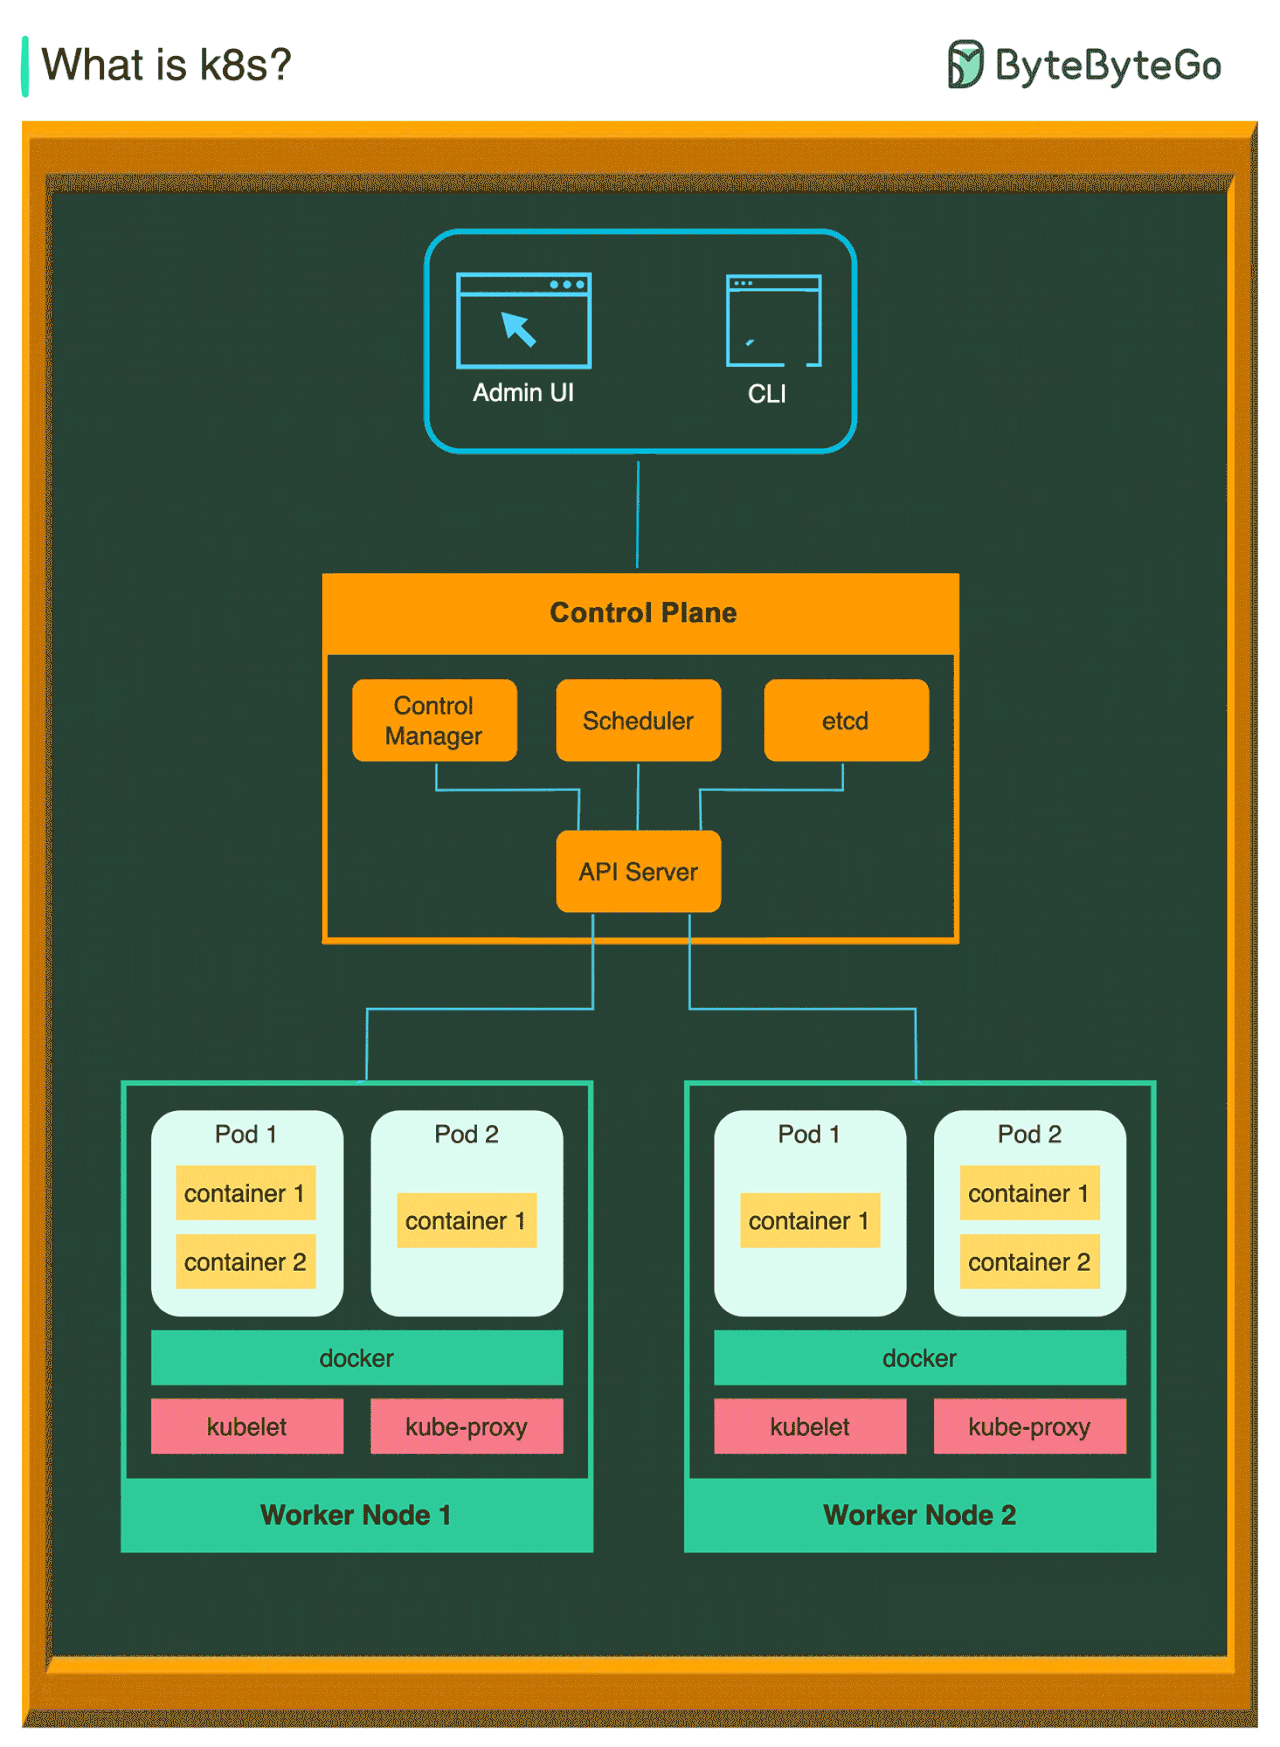 What is k8s?
ByteByteGo
Admin UI
CLI
Control Plane
Control
Manager
Scheduler
etcd
API Server
Pod 1
container 1
container 2
Pod 2
container 1
docker
kubelet
kube-proxy
Worker Node 1
Pod 1
container 1
Pod 2
container 1
container 2
docker
kubelet
kube-proxy
Worker Node 2